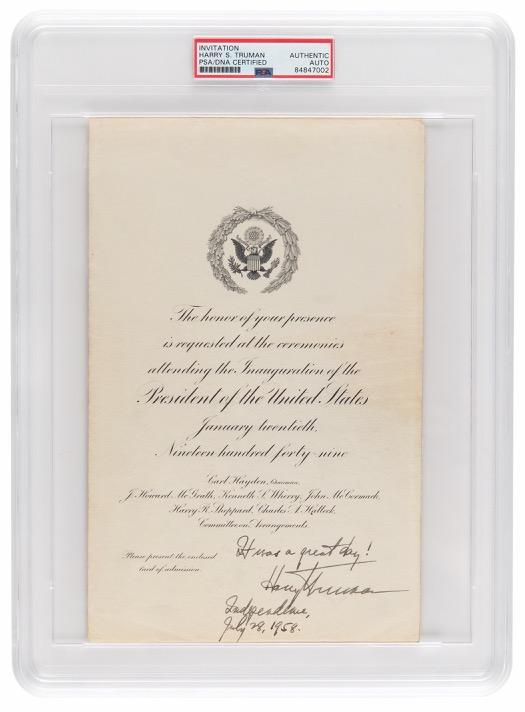 INVITATION
HARRY S. TRUMAN
PSA/DNA CERTIFIED
AUTHENTIC
AUTO
PSA
84847002
The honor of your presence
is requested at the ceremonies
attending the Inauguration of the
President of the United States
January twentieth,
Nineteen hundred forty-nine
Carl Hayden, Chairman,
J. Howard McGrath, Kenneth S. Wherry, John McCormack,
Harry R. Sheppard, Charles A. Halleck,
Committee on Arrangements.
Please present the enclosed
card of admission.
It was a great day!
Harry S Truman
Independence,
July 28, 1958.